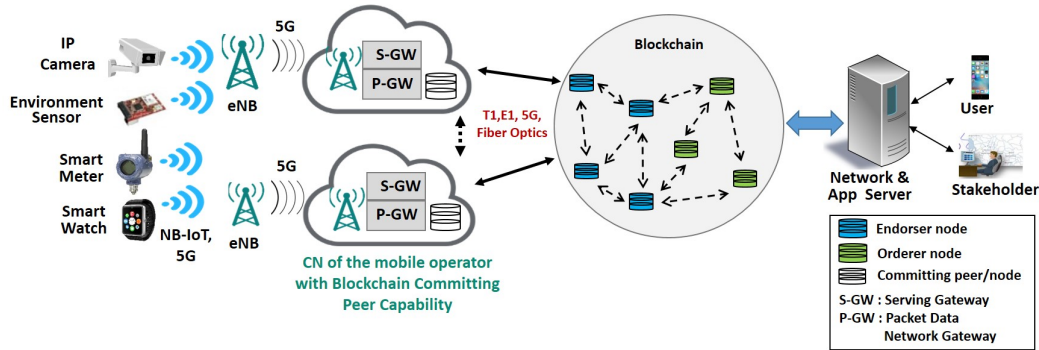 IP
Camera
Environment
Sensor
Smart
Meter
Smart
Watch
NB-IoT,
5G
5G
eNB
5G
eNB
S-GW
P-GW
S-GW
P-GW
T1,E1, 5G,
Fiber Optics
CN of the mobile operator
with Blockchain Committing
Peer Capability
Blockchain
Network &
App Server
User
Stakeholder
Endorser node
Orderer node
Committing peer/node
S-GW : Serving Gateway
P-GW : Packet Data
Network Gateway